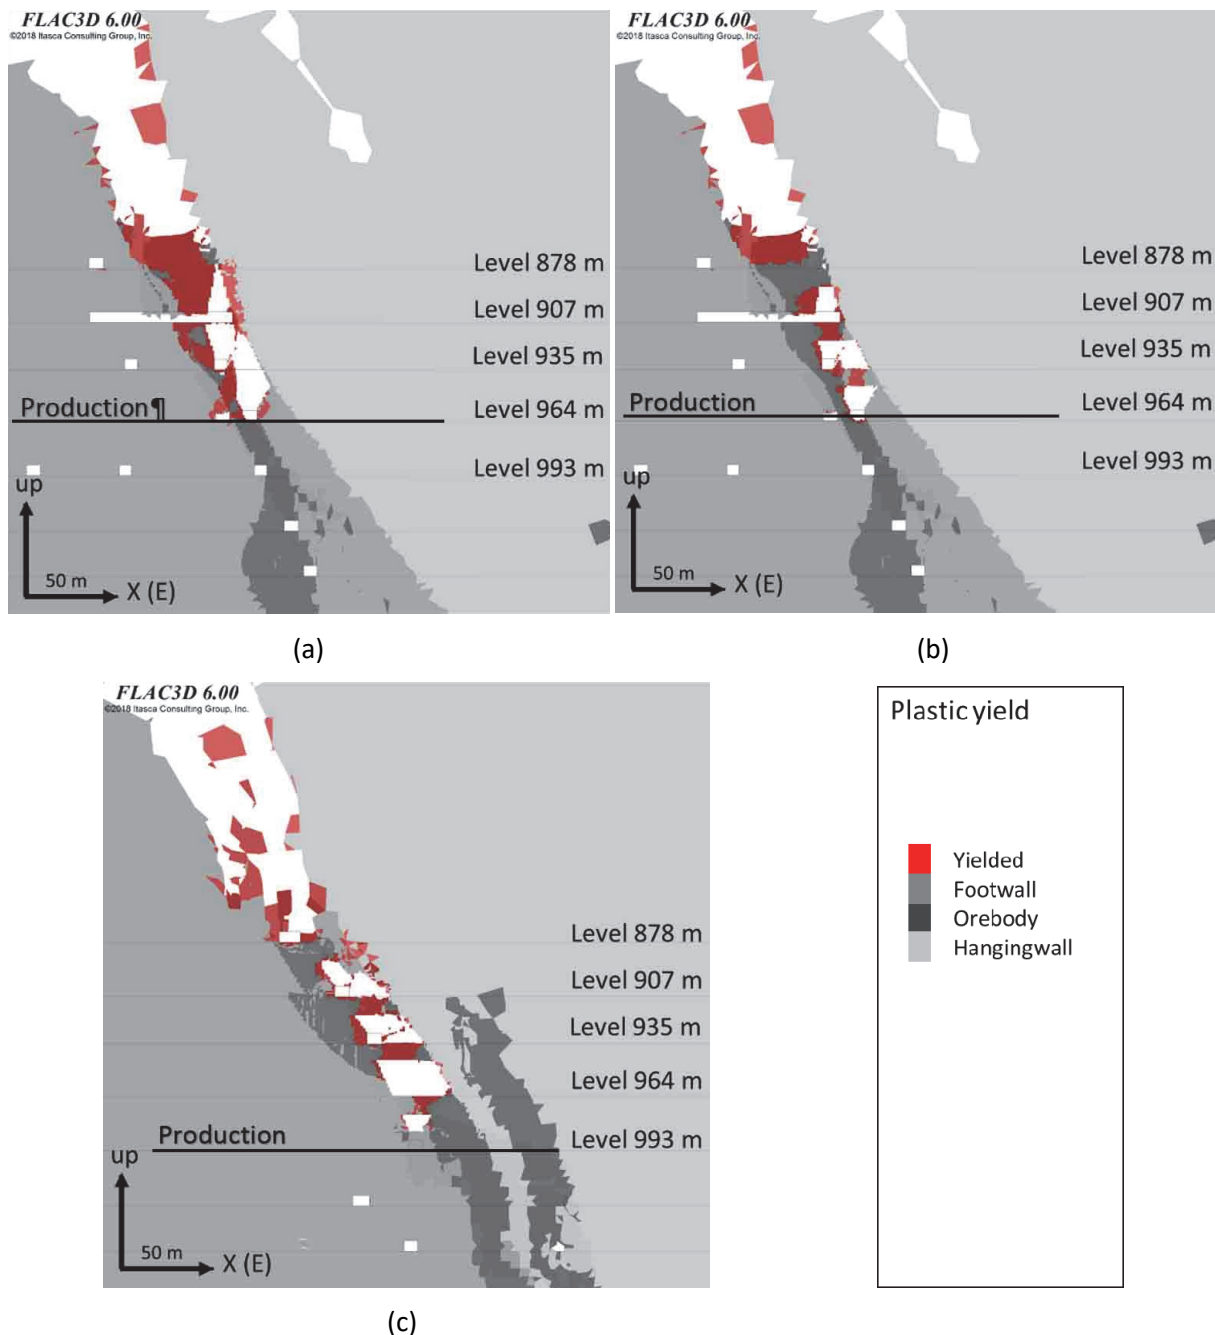 FLAC3D 6.00
©2018 Itasca Consulting Group, Inc.
Level 878 m
Level 907 m
Level 935 m
Production¶
Level 964 m
Level 993 m
up
50 m
X (E)
(a)
FLAC3D 6.00
©2018 Itasca Consulting Group, Inc.
Level 878 m
Level 907 m
Level 935 m
Production
Level 964 m
Level 993 m
up
50 m
X (E)
(b)
FLAC3D 6.00
©2018 Itasca Consulting Group, Inc.
Level 878 m
Level 907 m
Level 935 m
Level 964 m
Production
Level 993 m
up
50 m
X (E)
(c)
Plastic yield
Yielded
Footwall
Orebody
Hangingwall